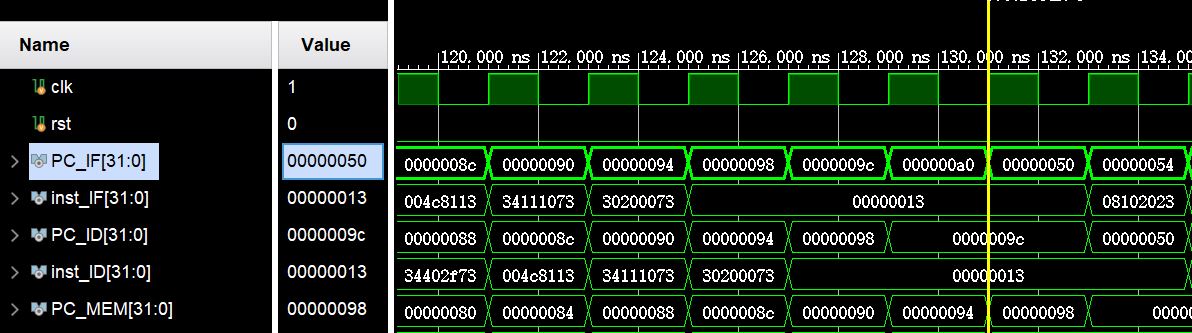 Name Value
120.000 ns 122.000 ns 124.000 ns 126.000 ns 128.000 ns 130.000 ns 132.000 ns 134.00
clk 1
rst 0
PC_IF[31:0] 00000050 0000008c 00000090 00000094 00000098 0000009c 000000a0 00000050 00000054
inst_IF[31:0] 00000013 004c8113 34111073 30200073 00000013 08102023
PC_ID[31:0] 0000009c 00000088 0000008c 00000090 00000094 00000098 0000009c 00000050
inst_ID[31:0] 00000013 34402f73 004c8113 34111073 30200073 00000013
PC_MEM[31:0] 00000098 00000080 00000084 00000088 0000008c 00000090 00000094 00000098 0000